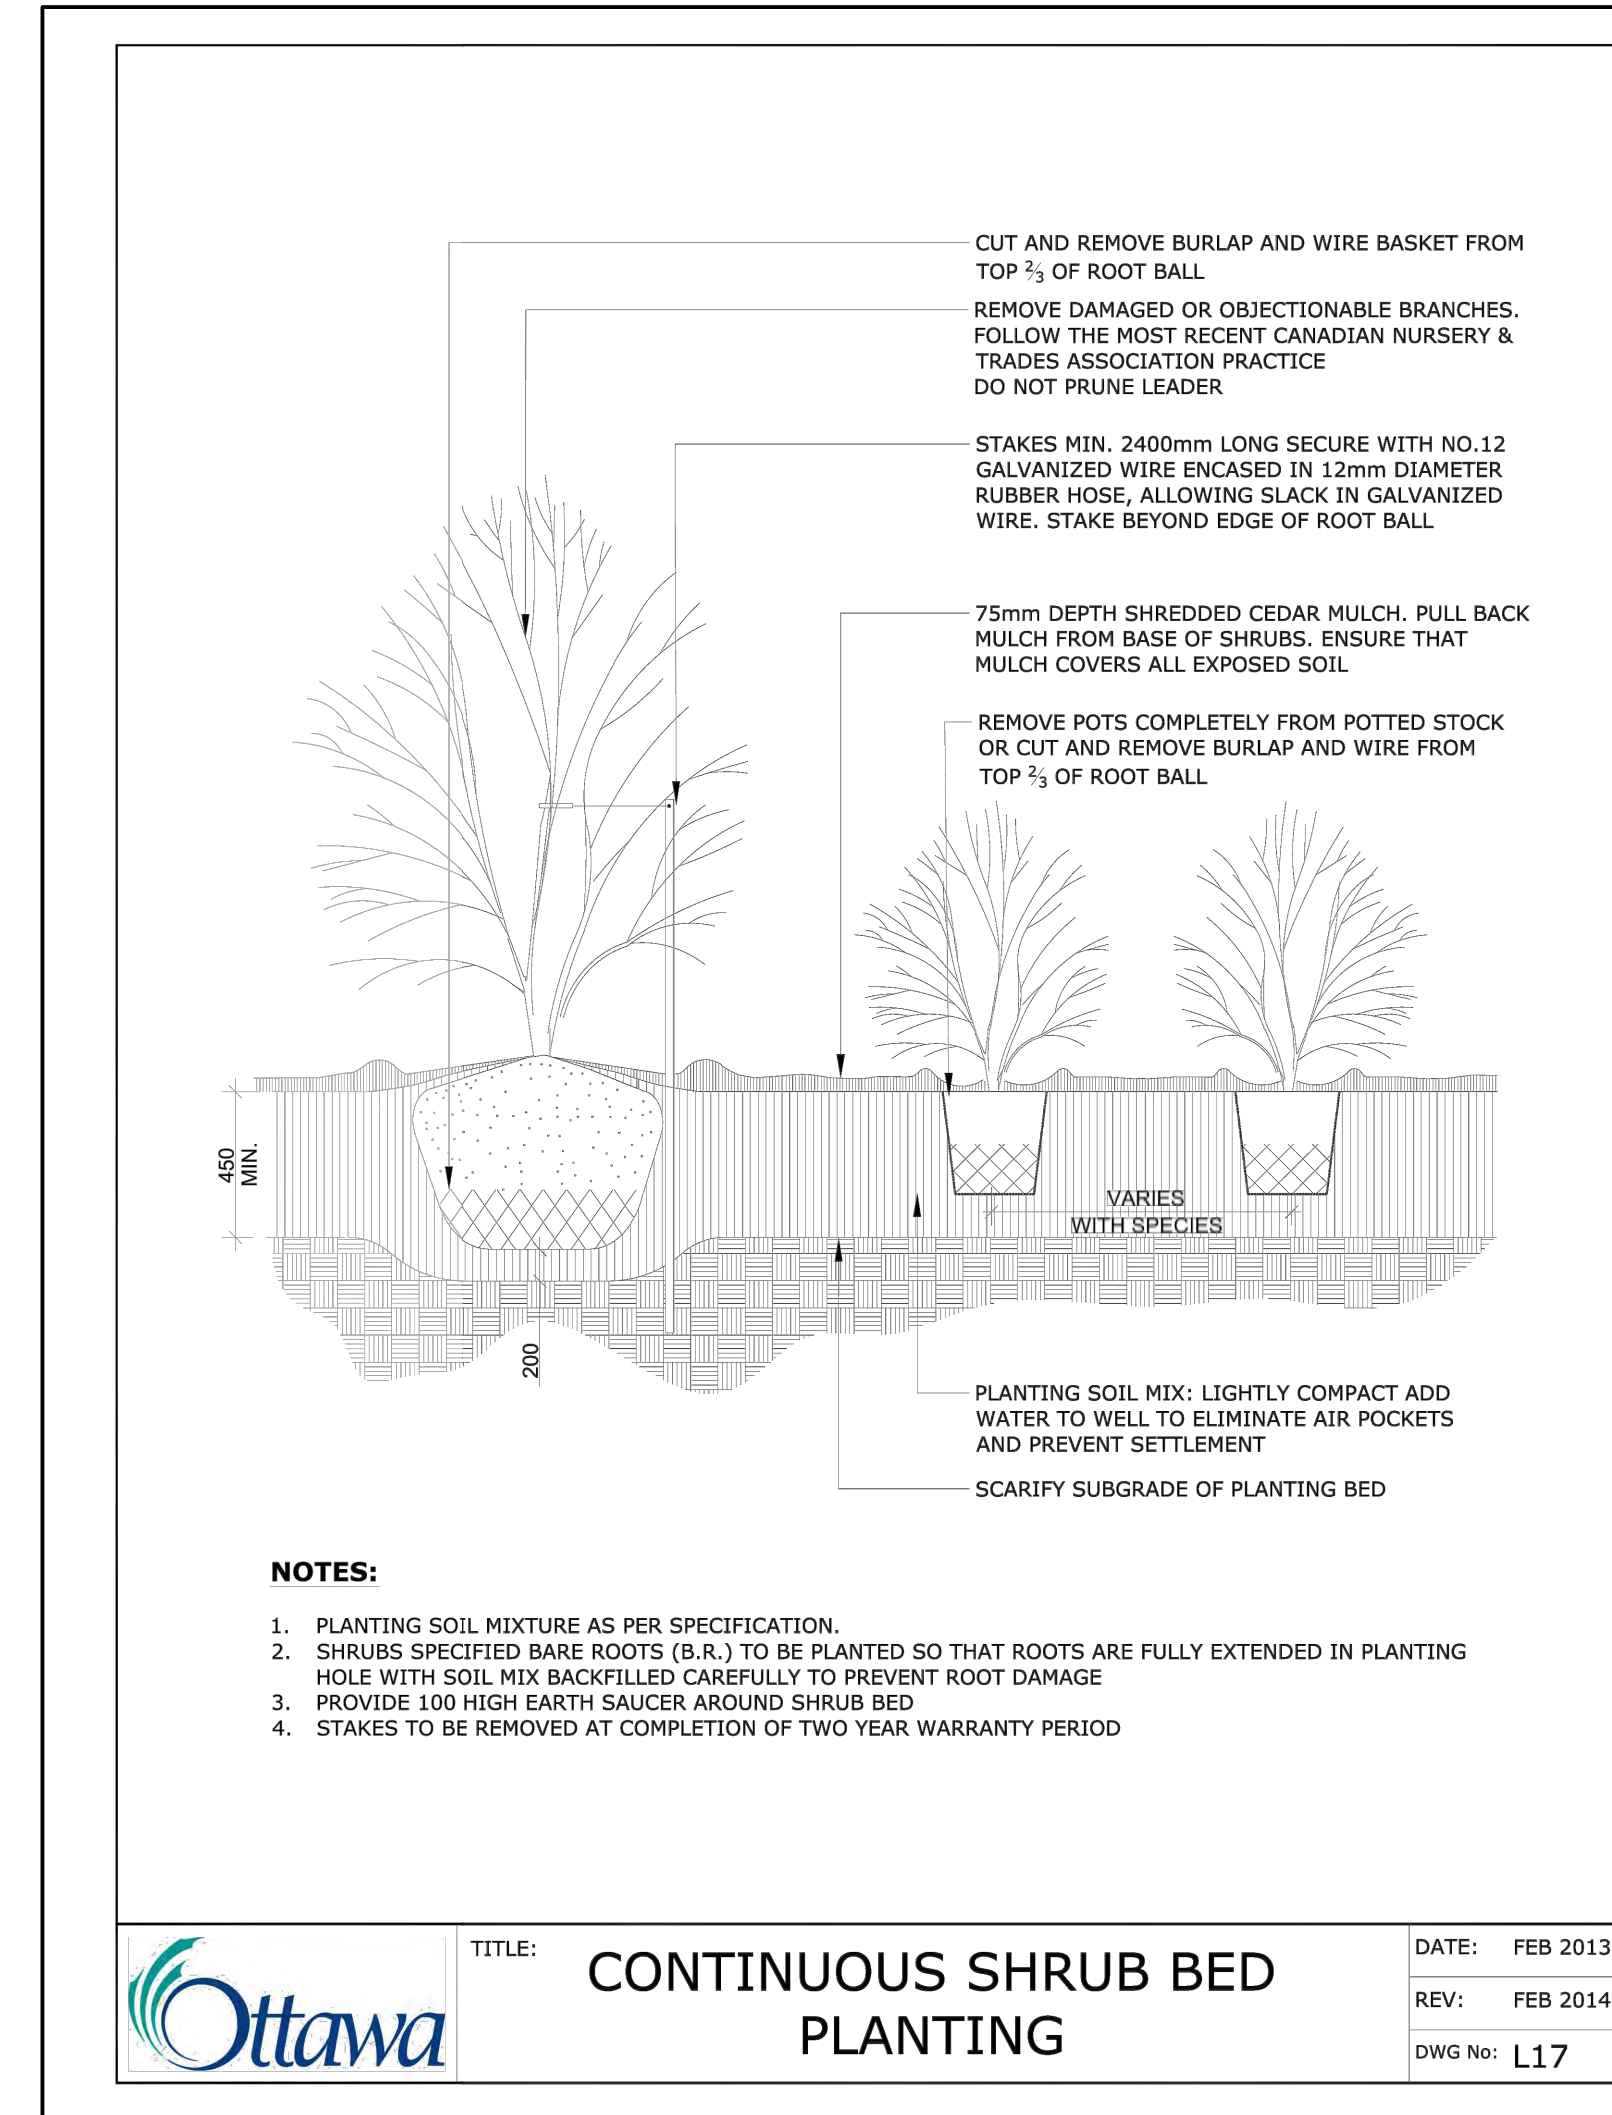 CUT AND REMOVE BURLAP AND WIRE BASKET FROM
TOP ⅔ OF ROOT BALL
REMOVE DAMAGED OR OBJECTIONABLE BRANCHES.
FOLLOW THE MOST RECENT CANADIAN NURSERY &
TRADES ASSOCIATION PRACTICE
DO NOT PRUNE LEADER
STAKES MIN. 2400mm LONG SECURE WITH NO.12
GALVANIZED WIRE ENCASED IN 12mm DIAMETER
RUBBER HOSE, ALLOWING SLACK IN GALVANIZED
WIRE. STAKE BEYOND EDGE OF ROOT BALL
75mm DEPTH SHREDDED CEDAR MULCH. PULL BACK
MULCH FROM BASE OF SHRUBS. ENSURE THAT
MULCH COVERS ALL EXPOSED SOIL
REMOVE POTS COMPLETELY FROM POTTED STOCK
OR CUT AND REMOVE BURLAP AND WIRE FROM
TOP ⅔ OF ROOT BALL
450
MIN.
VARIES
WITH SPECIES
200
PLANTING SOIL MIX: LIGHTLY COMPACT ADD
WATER TO WELL TO ELIMINATE AIR POCKETS
AND PREVENT SETTLEMENT
SCARIFY SUBGRADE OF PLANTING BED
NOTES:
1. PLANTING SOIL MIXTURE AS PER SPECIFICATION.
2. SHRUBS SPECIFIED BARE ROOTS (B.R.) TO BE PLANTED SO THAT ROOTS ARE FULLY EXTENDED IN PLANTING
HOLE WITH SOIL MIX BACKFILLED CAREFULLY TO PREVENT ROOT DAMAGE
3. PROVIDE 100 HIGH EARTH SAUCER AROUND SHRUB BED
4. STAKES TO BE REMOVED AT COMPLETION OF TWO YEAR WARRANTY PERIOD
Ottawa
TITLE:
CONTINUOUS SHRUB BED
PLANTING
DATE: FEB 2013
REV: FEB 2014
DWG No: L17